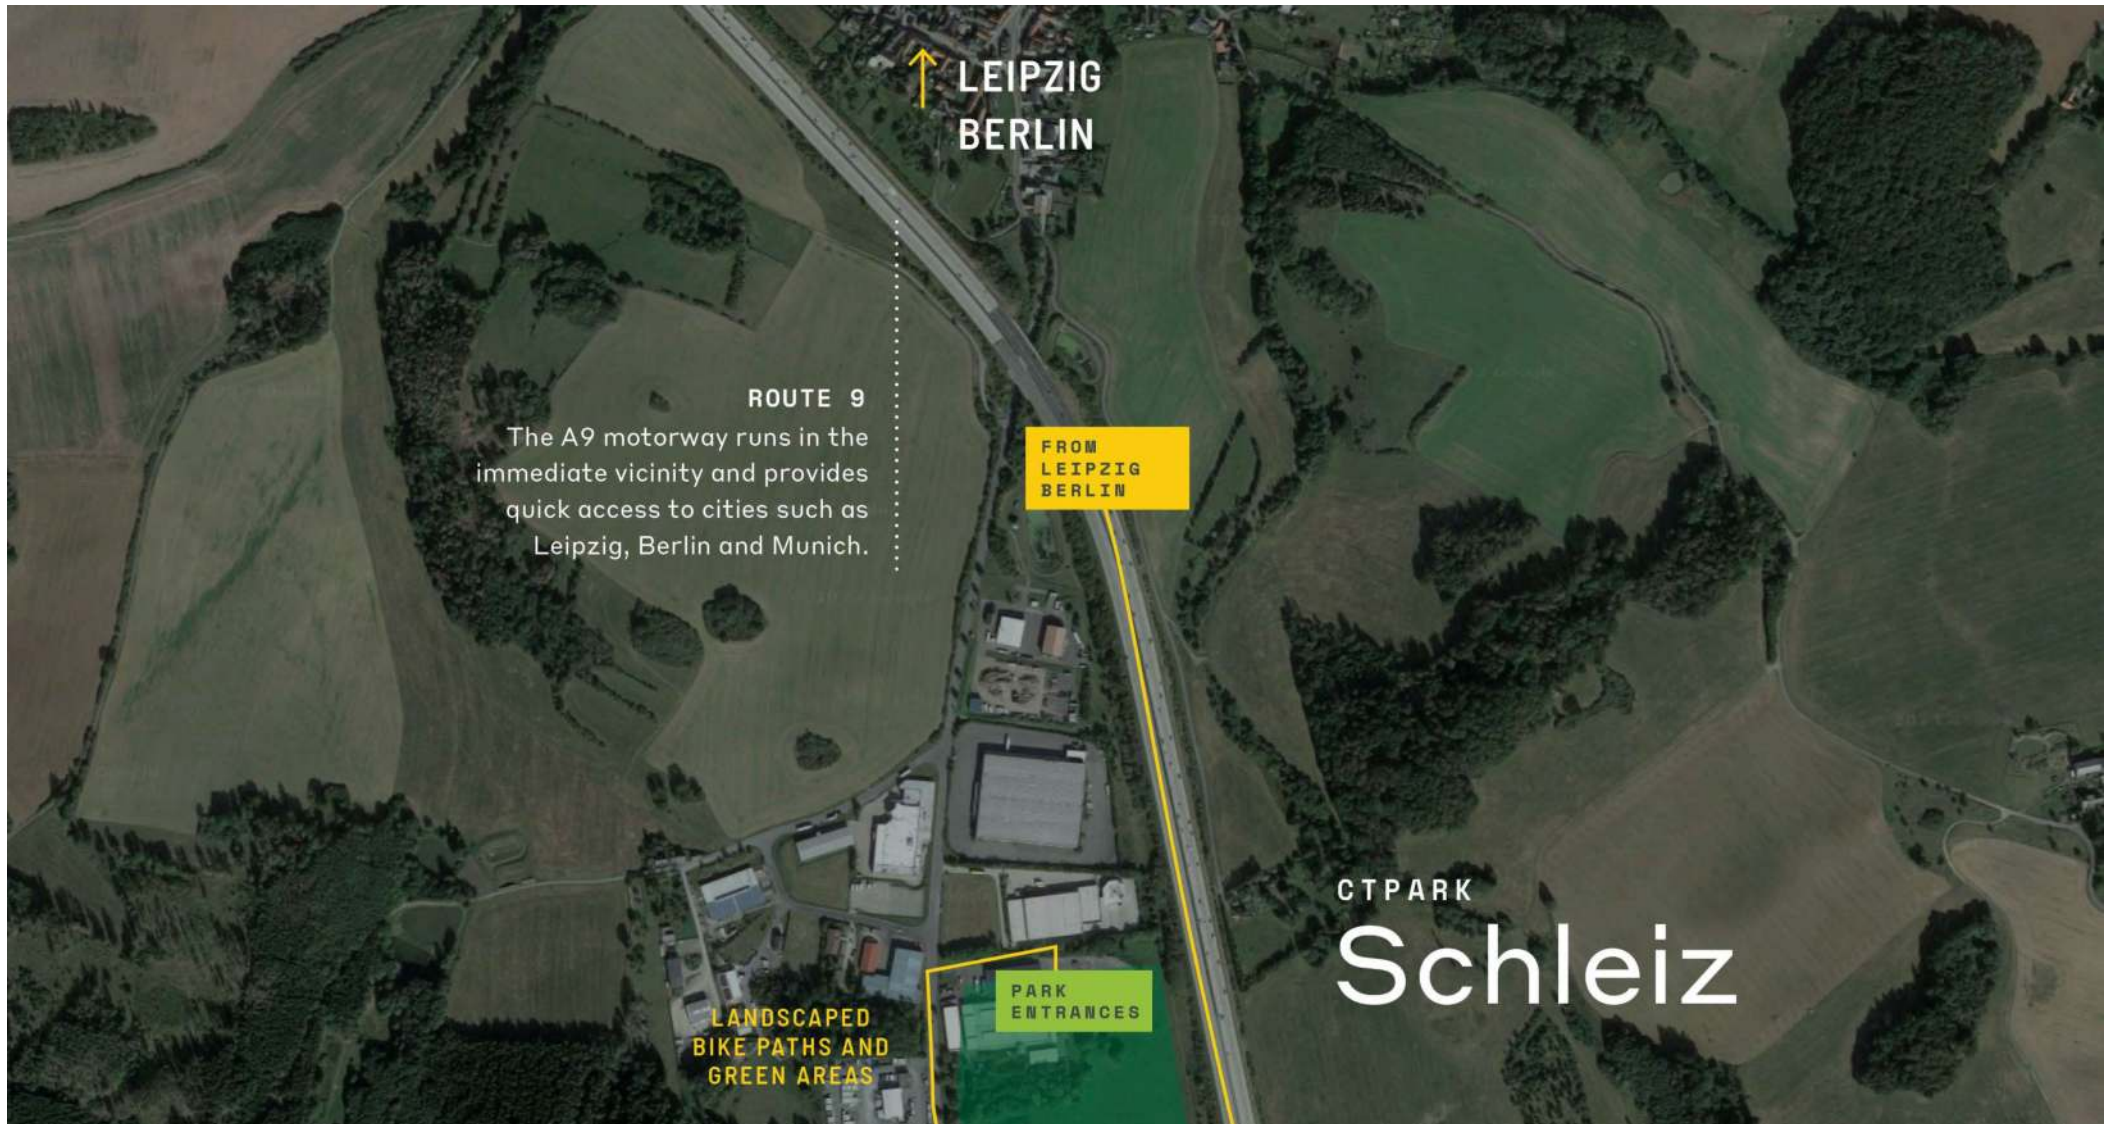 LEIPZIG
BERLIN
ROUTE 9
The A9 motorway runs in the
immediate vicinity and provides
quick access to cities such as
Leipzig, Berlin and Munich.
FROM
LEIPZIG
BERLIN
CTPARK
Schleiz
PARK
ENTRANCES
LANDSCAPED
BIKE PATHS AND
GREEN AREAS